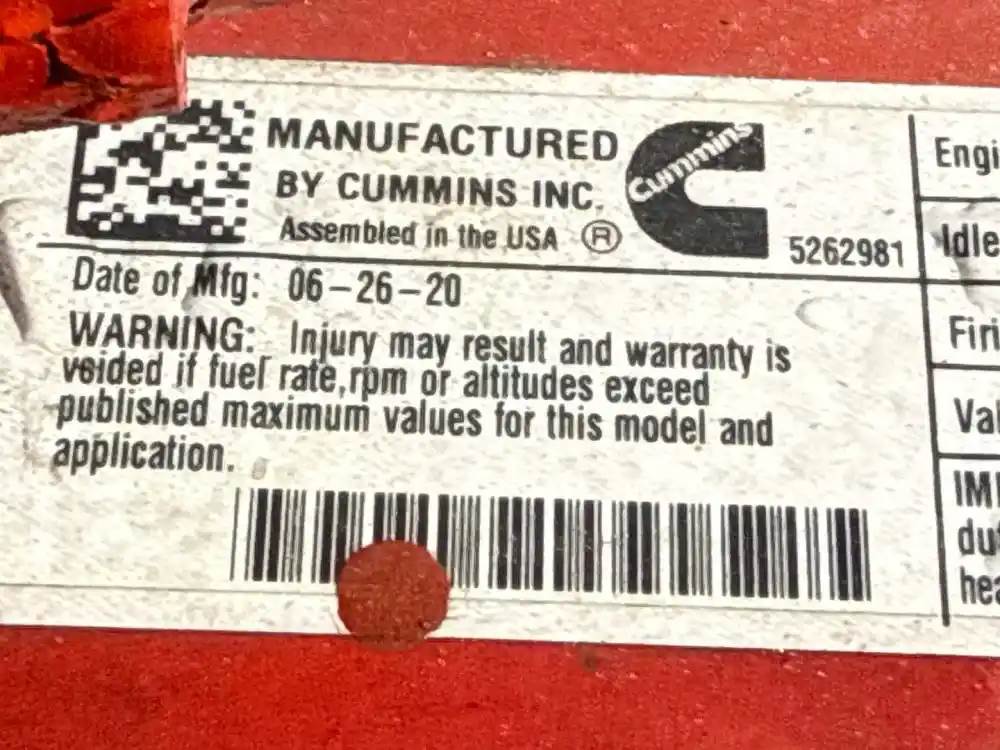 MANUFACTURED
BY CUMMINS INC.
Assembled in the USA ®
Cummins
5262981
Date of Mfg: 06-26-20
WARNING: Injury may result and warranty is
voided if fuel rate,rpm or altitudes exceed
published maximum values for this model and
application.
Engi
Idle
Firi
Val
IM
du
hea